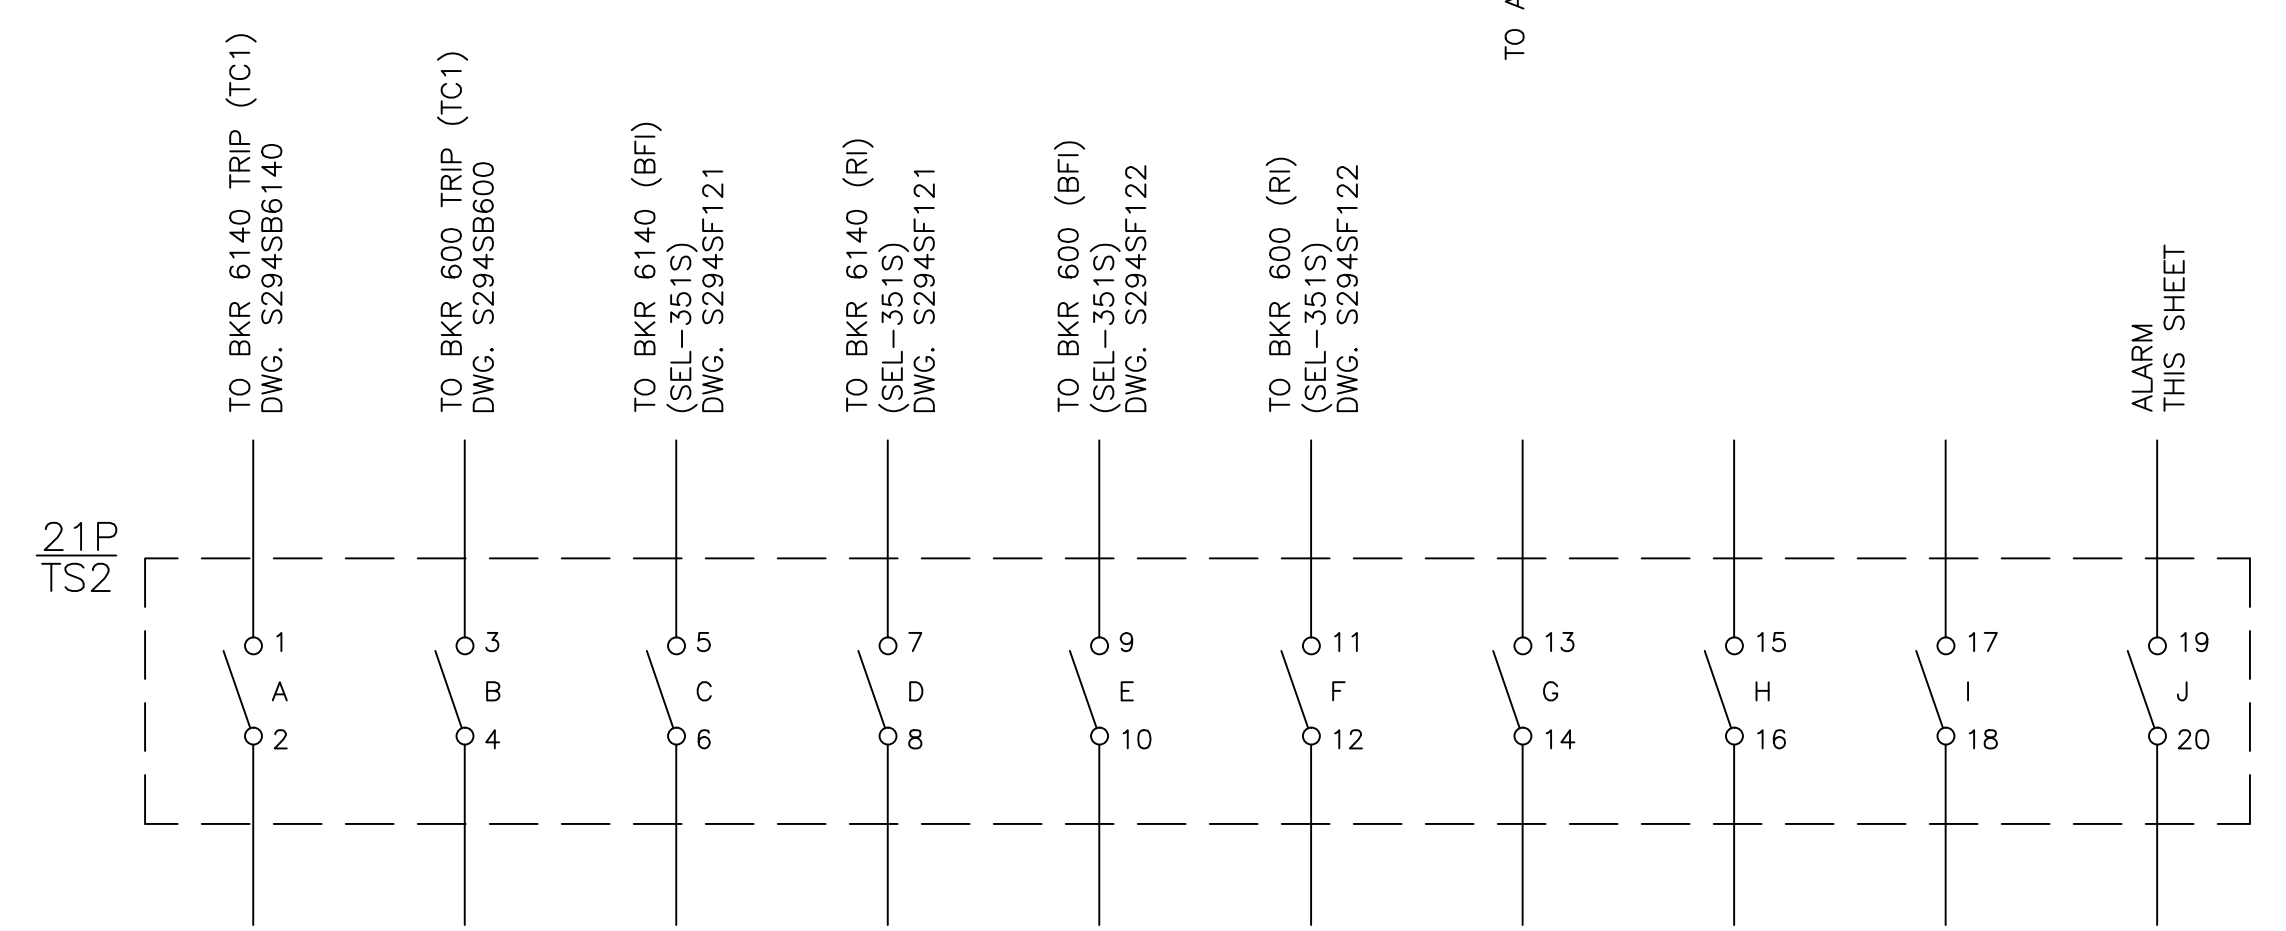 TO A
TO BKR 6140 TRIP (TC1)
DWG. S294SB6140
TO BKR 600 TRIP (TC1)
DWG. S294SB600
TO BKR 6140 (BFI)
(SEL-351S)
DWG. S294SF121
TO BKR 6140 (RI)
(SEL-351S)
DWG. S294SF121
TO BKR 600 (BFI)
(SEL-351S)
DWG. S294SF122
TO BKR 600 (RI)
(SEL-351S)
DWG. S294SF122
ALARM
THIS SHEET
21P
TS2
1 3 5 7 9 11 13 15 17 19
A B C D E F G H I J
2 4 6 8 10 12 14 16 18 20